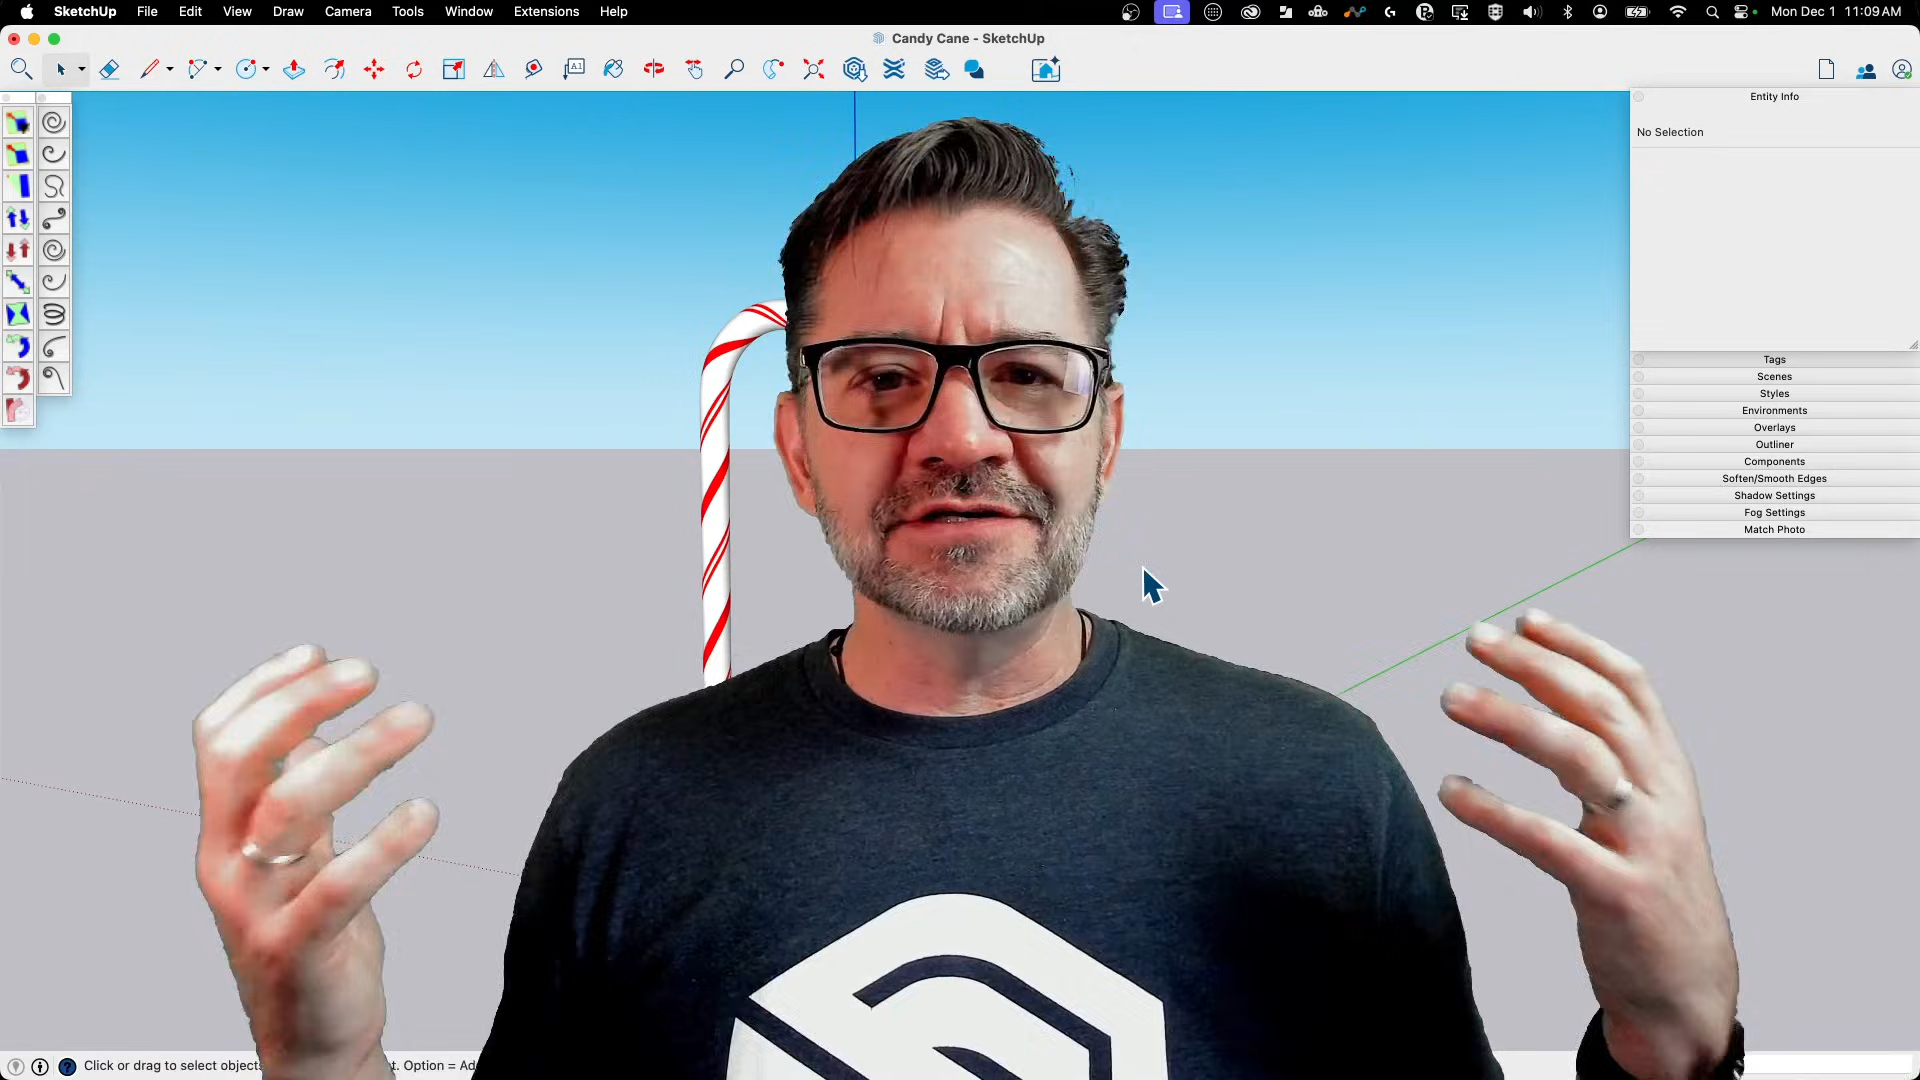 SketchUp File Edit View Draw Camera Tools Window Extensions Help Mon Dec 1 11:09 AM
Candy Cane - SketchUp
A1
Entity Info
No Selection
Tags
Scenes
Styles
Environments
Overlays
Outliner
Components
Soften/Smooth Edges
Shadow Settings
Fog Settings
Match Photo
Click or drag to select objects t. Option = Ad